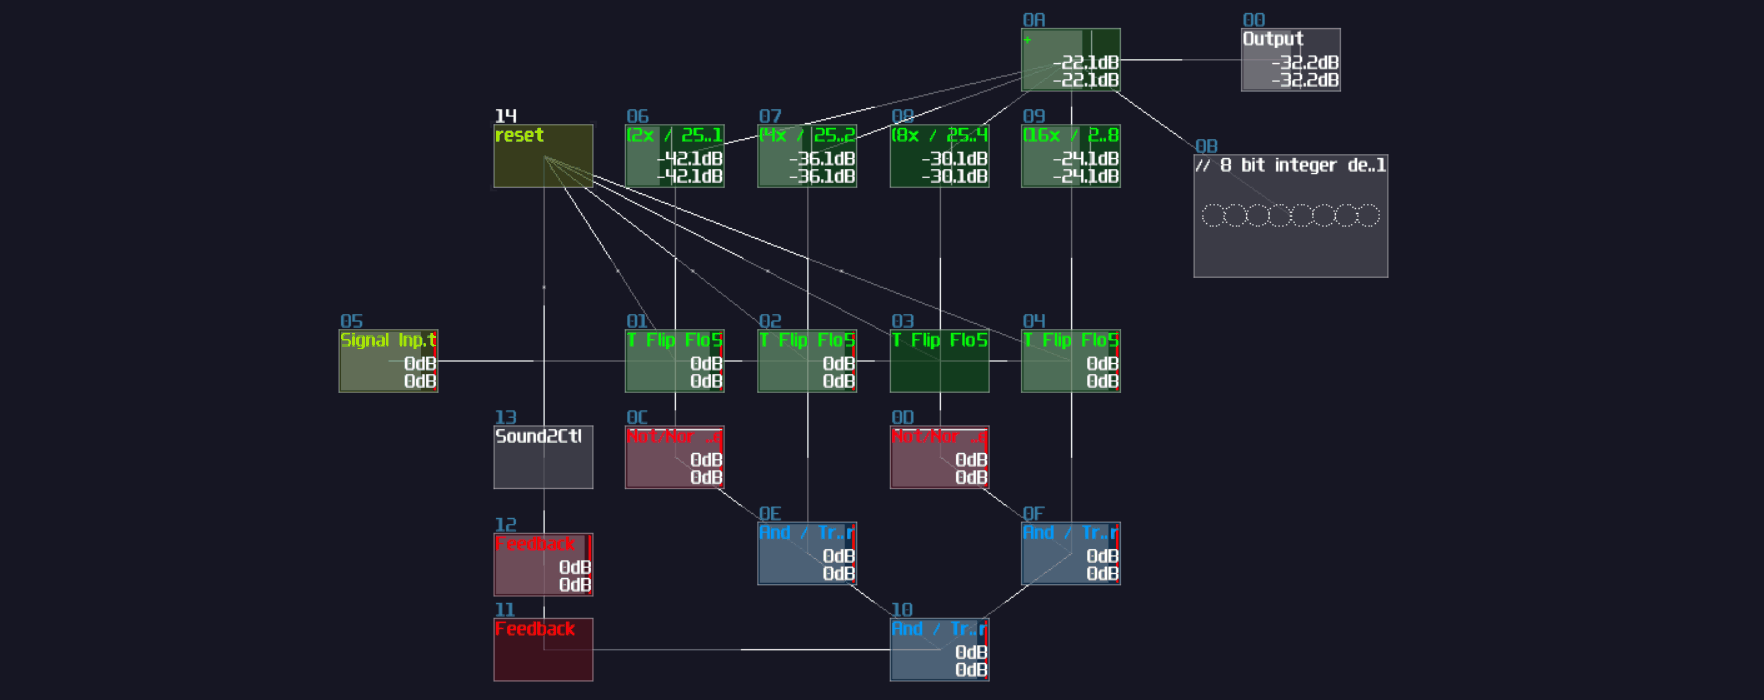 0A
00
+
Output
-22.1dB
-22.1dB
-32.2dB
-32.2dB
14
06
07
08
09
reset
(2x / 25..1
(4x / 25..2
(8x / 25..4
(16x / 2..8
-42.1dB
-42.1dB
-36.1dB
-36.1dB
-30.1dB
-30.1dB
-24.1dB
-24.1dB
0B
// 8 bit integer de..1
05
01
02
03
04
Signal Inp.t
T Flip Flo5
T Flip Flo5
T Flip Flo5
T Flip Flo5
0dB
0dB
0dB
0dB
0dB
0dB
0dB
0dB
13
0C
0D
Sound2Ctl
Not/Nor
Not/Nor
0dB
0dB
0dB
0dB
12
0E
0F
Feedback
And / Tr..r
And / Tr..r
0dB
0dB
0dB
0dB
0dB
0dB
11
10
Feedback
And / Tr..r
0dB
0dB